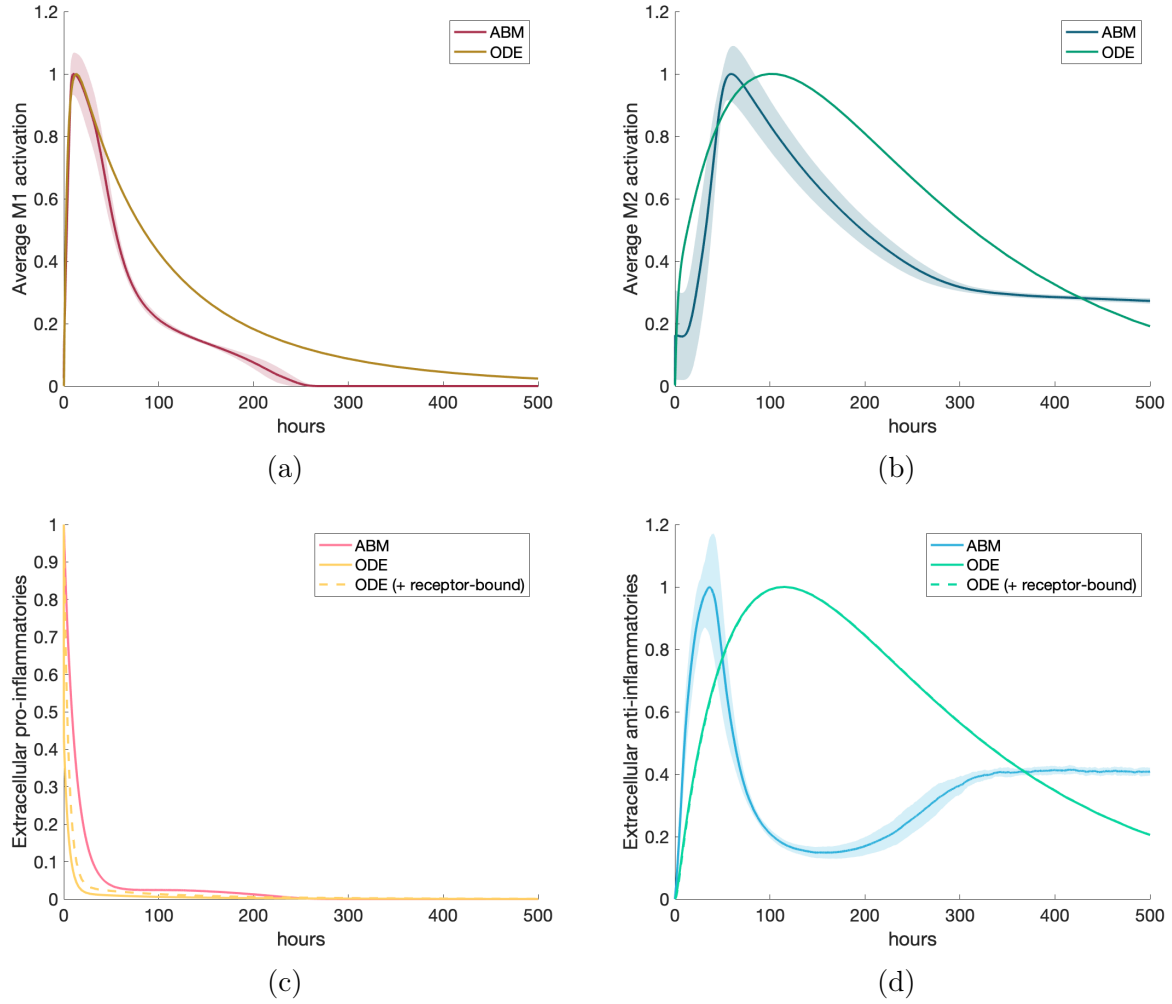 Average M1 activation
1.2
1
0.8
0.6
0.4
0.2
0
0 100 200 300 400 500
hours
ABM
ODE
(a)
Average M2 activation
1.2
1
0.8
0.6
0.4
0.2
0
0 100 200 300 400 500
hours
ABM
ODE
(b)
Extracellular pro-inflammatories
1
0.9
0.8
0.7
0.6
0.5
0.4
0.3
0.2
0.1
0
0 100 200 300 400 500
hours
ABM
ODE
ODE (+ receptor-bound)
(c)
Extracellular anti-inflammatories
1.2
1
0.8
0.6
0.4
0.2
0
0 100 200 300 400 500
hours
ABM
ODE
ODE (+ receptor-bound)
(d)